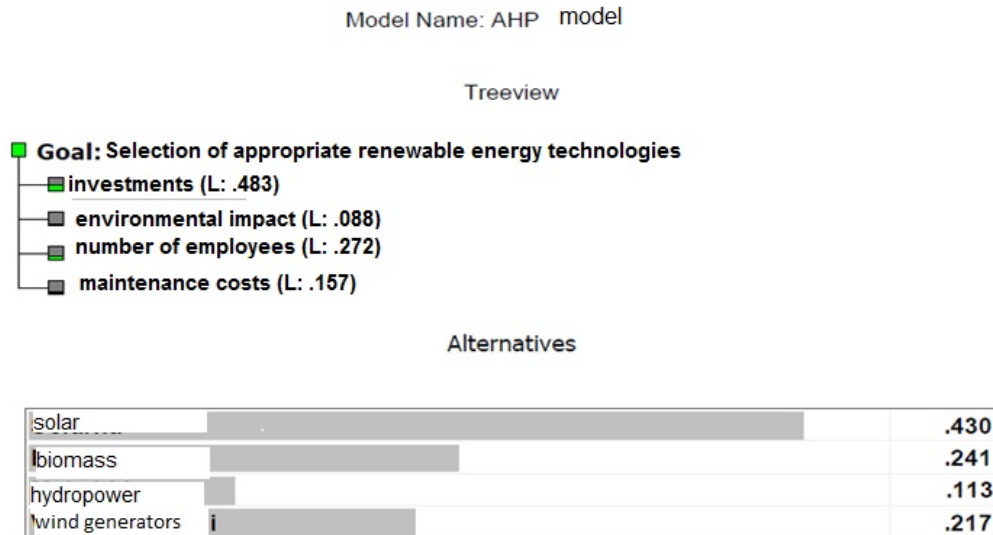 Model Name: AHP model
Treeview
Goal: Selection of appropriate renewable energy technologies
investments (L: .483)
environmental impact (L: .088)
number of employees (L: .272)
maintenance costs (L: .157)
Alternatives
solar .430
biomass .241
hydropower .113
wind generators .217